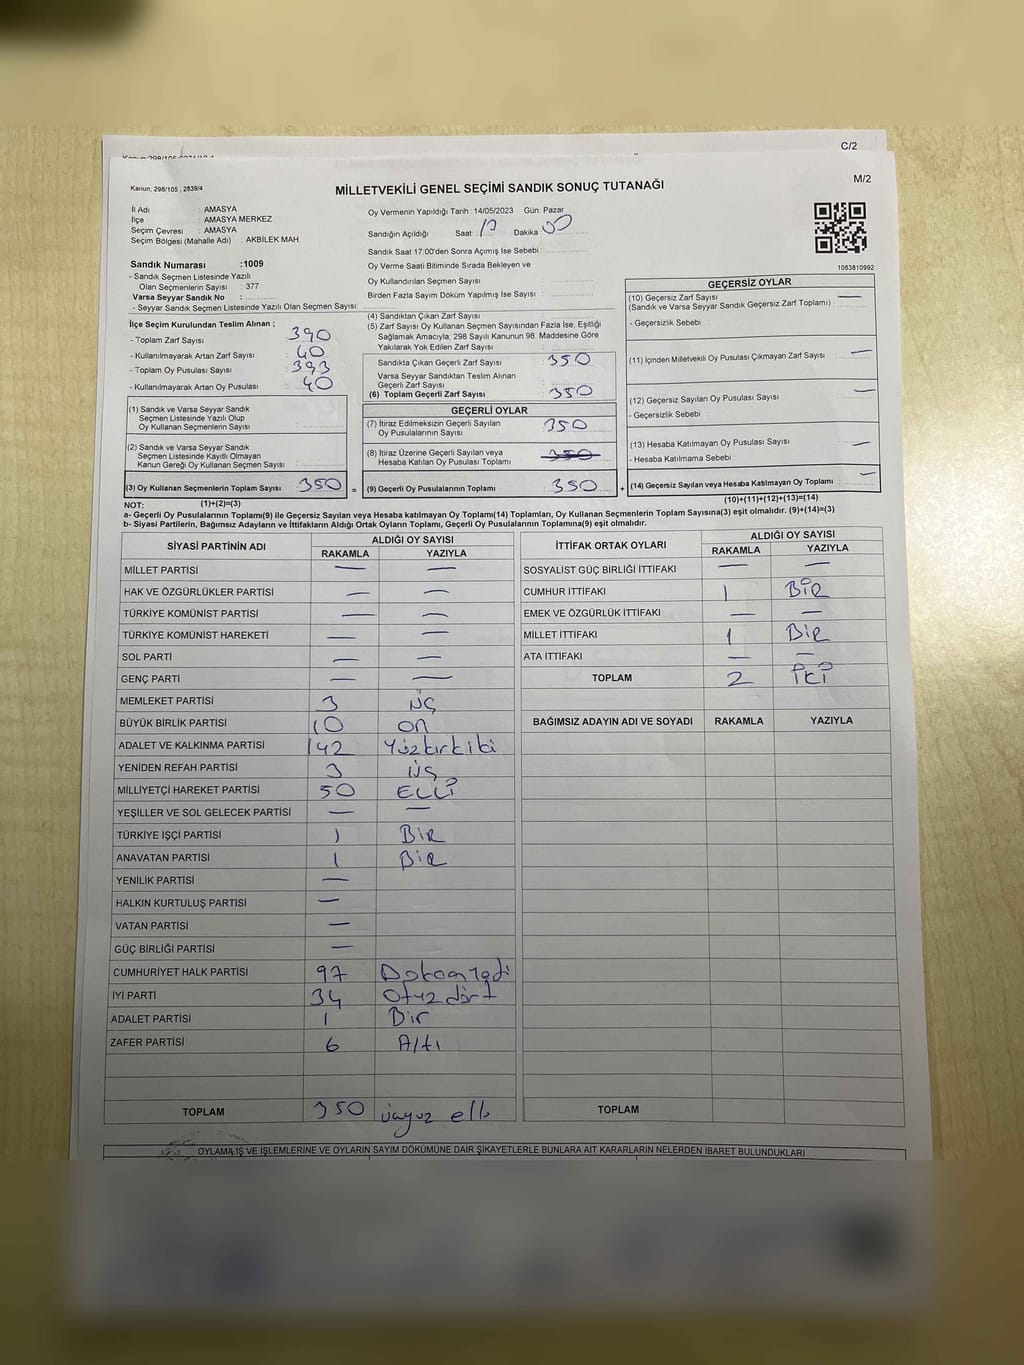 C/2
M/2
Kanun; 298/105 , 2839/4
MİLLETVEKİLİ GENEL SEÇİMİ SANDIK SONUÇ TUTANAĞI
İl Adı : AMASYA
İlçe : AMASYA MERKEZ
Seçim Çevresi : AMASYA
Seçim Bölgesi (Mahalle Adı) : AKBİLEK MAH.
Oy Vermenin Yapıldığı Tarih : 14/05/2023 Gün: Pazar
Sandığın Açıldığı Saat : Dakika :
Sandık Saat 17:00'den Sonra Açımış İse Sebebi :
Oy Verme Saati Bitiminde Sırada Bekleyen ve
Oy Kullandırılan Seçmen Sayısı :
Birden Fazla Sayım Döküm Yapılmış İse Sayısı :
1083810992
Sandık Numarası :1009
- Sandık Seçmen Listesinde Yazılı
Olan Seçmenlerin Sayısı : 377
Varsa Seyyar Sandık No :
- Seyyar Sandık Seçmen Listesinde Yazılı Olan Seçmen Sayısı:
İlçe Seçim Kurulundan Teslim Alınan ;
- Toplam Zarf Sayısı : 390
- Kullanılmayarak Artan Zarf Sayısı : 40
- Toplam Oy Pusulası Sayısı : 393
- Kullanılmayarak Artan Oy Pusulası : 40
(1) Sandık ve Varsa Seyyar Sandık
Seçmen Listesinde Yazılı Olup
Oy Kullanan Seçmenlerin Sayısı :
(2) Sandık ve Varsa Seyyar Sandık
Seçmen Listesinde Kayıtlı Olmayan
Kanun Gereği Oy Kullanan Seçmen Sayısı :
(3) Oy Kullanan Seçmenlerin Toplam Sayısı : 350 =
(4) Sandıktan Çıkan Zarf Sayısı :
(5) Zarf Sayısı Oy Kullanan Seçmen Sayısından Fazla İse, Eşitliği
Sağlamak Amacıyla, 298 Sayılı Kanunun 98. Maddesine Göre
Yakılarak Yok Edilen Zarf Sayısı :
Sandıkta Çıkan Geçerli Zarf Sayısı : 350
Varsa Seyyar Sandıktan Teslim Alınan
Geçerli Zarf Sayısı :
(6) Toplam Geçerli Zarf Sayısı : 350
GEÇERLİ OYLAR
(7) İtiraz Edilmeksizin Geçerli Sayılan
Oy Pusulalarının Sayısı : 350
(8) İtiraz Üzerine Geçerli Sayılan veya
Hesaba Katılan Oy Pusulası Toplamı : 350
(9) Geçerli Oy Pusulalarının Toplamı : 350 +
GEÇERSİZ OYLAR
(10) Geçersiz Zarf Sayısı
(Sandık ve Varsa Seyyar Sandık Geçersiz Zarf Toplamı) : —
- Geçersizlik Sebebi :
(11) İçinden Milletvekili Oy Pusulası Çıkmayan Zarf Sayısı : —
(12) Geçersiz Sayılan Oy Pusulası Sayısı : —
- Geçersizlik Sebebi :
(13) Hesaba Katılmayan Oy Pusulası Sayısı : —
- Hesaba Katılmama Sebebi :
(14) Geçersiz Sayılan veya Hesaba Katılmayan Oy Toplamı : —
NOT: (1)+(2)=(3) (10)+(11)+(12)+(13)=(14)
a- Geçerli Oy Pusulalarının Toplamı(9) ile Geçersiz Sayılan veya Hesaba katılmayan Oy Toplamı(14) Toplamları, Oy Kullanan Seçmenlerin Toplam Sayısına(3) eşit olmalıdır. (9)+(14)=(3)
b- Siyasi Partilerin, Bağımsız Adayların ve İttifakların Aldığı Ortak Oyların Toplamı, Geçerli Oy Pusulalarının Toplamına(9) eşit olmalıdır.
SİYASİ PARTİNİN ADI ALDIĞI OY SAYISI
RAKAMLA YAZIYLA
MİLLET PARTİSİ — —
HAK VE ÖZGÜRLÜKLER PARTİSİ — —
TÜRKİYE KOMÜNİST PARTİSİ — —
TÜRKİYE KOMÜNİST HAREKETİ — —
SOL PARTİ — —
GENÇ PARTİ — —
MEMLEKET PARTİSİ 3 üç
BÜYÜK BİRLİK PARTİSİ 10 on
ADALET VE KALKINMA PARTİSİ 142 Yüzkırkiki
YENİDEN REFAH PARTİSİ 3 üç
MİLLİYETÇİ HAREKET PARTİSİ 50 ELLİ
YEŞİLLER VE SOL GELECEK PARTİSİ — —
TÜRKİYE İŞÇİ PARTİSİ 1 BİR
ANAVATAN PARTİSİ 1 BİR
YENİLİK PARTİSİ —
HALKIN KURTULUŞ PARTİSİ —
VATAN PARTİSİ —
GÜÇ BİRLİĞİ PARTİSİ —
CUMHURİYET HALK PARTİSİ 97
İYİ PARTİ 34 Otuz dört
ADALET PARTİSİ 1 Bir
ZAFER PARTİSİ 6 Altı
TOPLAM 350
İTTİFAK ORTAK OYLARI ALDIĞI OY SAYISI
RAKAMLA YAZIYLA
SOSYALİST GÜÇ BİRLİĞİ İTTİFAKI — —
CUMHUR İTTİFAKI 1 BİR
EMEK VE ÖZGÜRLÜK İTTİFAKI — —
MİLLET İTTİFAKI 1 BİR
ATA İTTİFAKI — —
TOPLAM 2 İKİ
BAĞIMSIZ ADAYIN ADI VE SOYADI RAKAMLA YAZIYLA
TOPLAM
OYLAMA İŞ VE İŞLEMLERİNE VE OYLARIN SAYIM DÖKÜMÜNE DAİR ŞİKAYETLERLE BUNLARA AİT KARARLARIN NELERDEN İBARET BULUNDUKLARI